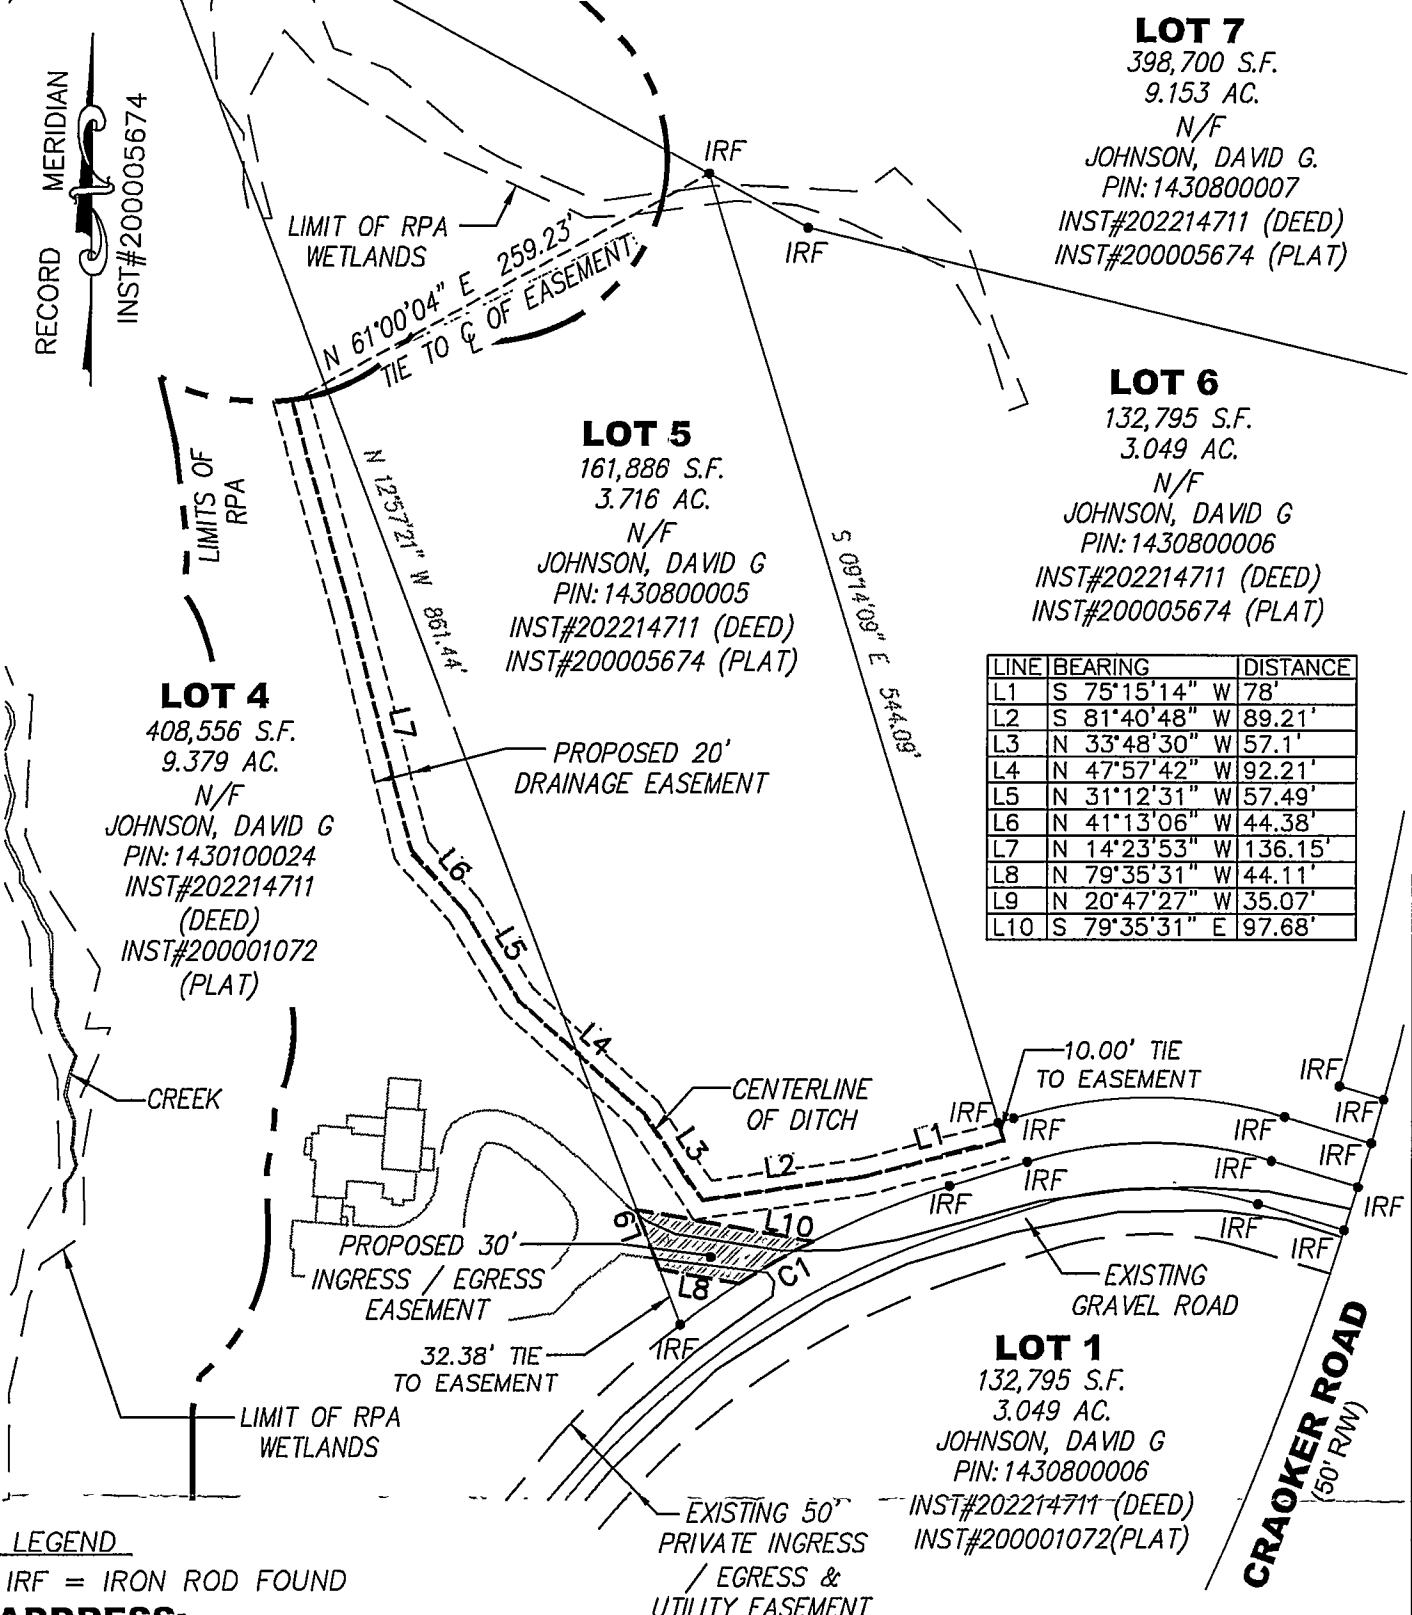 LOT 7
398,700 S.F.
9.153 AC.
N/F
JOHNSON, DAVID G.
PIN: 1430800007
INST#202214711 (DEED)
INST#200005674 (PLAT)
RECORD MERIDIAN
INST#200005674
IRF
IRF
LIMIT OF RPA
WETLANDS
N 61°00'04" E 259.23'
TIE TO ℄ OF EASEMENT
LOT 6
132,795 S.F.
3.049 AC.
N/F
JOHNSON, DAVID G
PIN: 1430800006
INST#202214711 (DEED)
INST#200005674 (PLAT)
LOT 5
161,886 S.F.
3.716 AC.
N/F
JOHNSON, DAVID G
PIN: 1430800005
INST#202214711 (DEED)
INST#200005674 (PLAT)
LIMITS OF
RPA
N 12°57'21" W 861.44'
S 09°14'09" E 544.09'
LINE BEARING DISTANCE
L1 S 75°15'14" W 78'
L2 S 81°40'48" W 89.21'
L3 N 33°48'30" W 57.1'
L4 N 47°57'42" W 92.21'
L5 N 31°12'31" W 57.49'
L6 N 41°13'06" W 44.38'
L7 N 14°23'53" W 136.15'
L8 N 79°35'31" W 44.11'
L9 N 20°47'27" W 35.07'
L10 S 79°35'31" E 97.68'
LOT 4
408,556 S.F.
9.379 AC.
N/F
JOHNSON, DAVID G
PIN: 1430100024
INST#202214711
(DEED)
INST#200001072
(PLAT)
L7
PROPOSED 20'
DRAINAGE EASEMENT
L6
L5
L4
L3
L2
L1
CENTERLINE
OF DITCH
10.00' TIE
TO EASEMENT
IRF
IRF
IRF
IRF
IRF
IRF
IRF
IRF
IRF
IRF
IRF
IRF
CREEK
L9
L10
L8
C1
PROPOSED 30'
INGRESS / EGRESS
EASEMENT
32.38' TIE
TO EASEMENT
IRF
EXISTING
GRAVEL ROAD
LIMIT OF RPA
WETLANDS
LOT 1
132,795 S.F.
3.049 AC.
JOHNSON, DAVID G
PIN: 1430800006
INST#202214711 (DEED)
INST#200001072(PLAT)
CRAOKER ROAD
(50' R/W)
EXISTING 50'
PRIVATE INGRESS
/ EGRESS &
UTILITY EASEMENT
LEGEND
IRF = IRON ROD FOUND
ADDRESS: